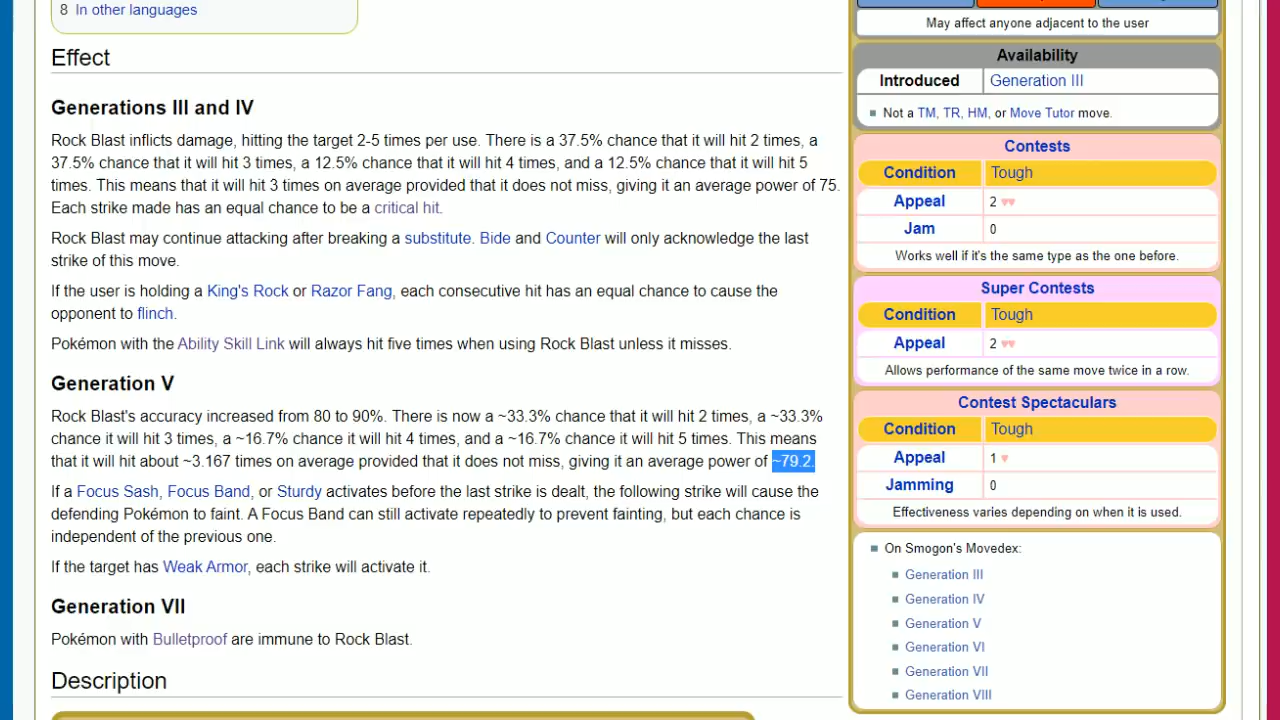 8 In other languages
Effect
Generations III and IV
Rock Blast inflicts damage, hitting the target 2-5 times per use. There is a 37.5% chance that it will hit 2 times, a
37.5% chance that it will hit 3 times, a 12.5% chance that it will hit 4 times, and a 12.5% chance that it will hit 5
times. This means that it will hit 3 times on average provided that it does not miss, giving it an average power of 75.
Each strike made has an equal chance to be a critical hit.
Rock Blast may continue attacking after breaking a substitute. Bide and Counter will only acknowledge the last
strike of this move.
If the user is holding a King's Rock or Razor Fang, each consecutive hit has an equal chance to cause the
opponent to flinch.
Pokémon with the Ability Skill Link will always hit five times when using Rock Blast unless it misses.
Generation V
Rock Blast's accuracy increased from 80 to 90%. There is now a ~33.3% chance that it will hit 2 times, a ~33.3%
chance it will hit 3 times, a ~16.7% chance it will hit 4 times, and a ~16.7% chance it will hit 5 times. This means
that it will hit about ~3.167 times on average provided that it does not miss, giving it an average power of ~79.2.
If a Focus Sash, Focus Band, or Sturdy activates before the last strike is dealt, the following strike will cause the
defending Pokémon to faint. A Focus Band can still activate repeatedly to prevent fainting, but each chance is
independent of the previous one.
If the target has Weak Armor, each strike will activate it.
Generation VII
Pokémon with Bulletproof are immune to Rock Blast.
Description
May affect anyone adjacent to the user
Availability
Introduced Generation III
Not a TM, TR, HM, or Move Tutor move.
Contests
Condition Tough
Appeal 2 ♥♥
Jam 0
Works well if it's the same type as the one before.
Super Contests
Condition Tough
Appeal 2 ♥♥
Allows performance of the same move twice in a row.
Contest Spectaculars
Condition Tough
Appeal 1 ♥
Jamming 0
Effectiveness varies depending on when it is used.
On Smogon's Movedex:
Generation III
Generation IV
Generation V
Generation VI
Generation VII
Generation VIII